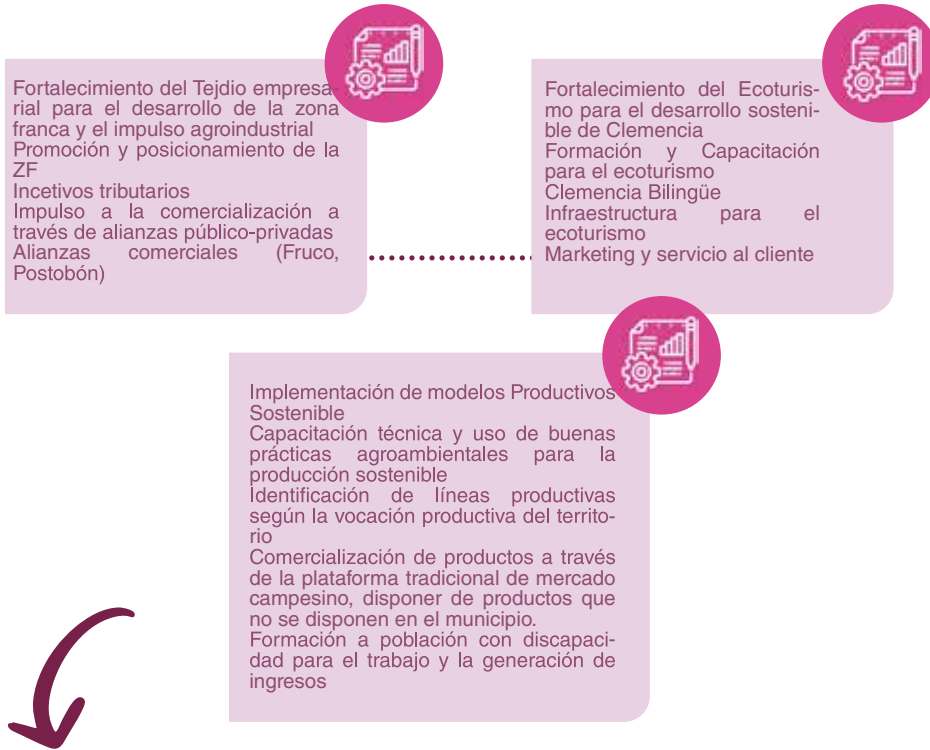 Fortalecimiento del Tejdio empresa-
rial para el desarrollo de la zona
franca y el impulso agroindustrial
Promoción y posicionamiento de la
ZF
Incetivos tributarios
Impulso a la comercialización a
través de alianzas público-privadas
Alianzas comerciales (Fruco,
Postobón)
Fortalecimiento del Ecoturis-
mo para el desarrollo sosteni-
ble de Clemencia
Formación y Capacitación
para el ecoturismo
Clemencia Bilingüe
Infraestructura para el
ecoturismo
Marketing y servicio al cliente
Implementación de modelos Productivos
Sostenible
Capacitación técnica y uso de buenas
prácticas agroambientales para la
producción sostenible
Identificación de líneas productivas
según la vocación productiva del territo-
rio
Comercialización de productos a través
de la plataforma tradicional de mercado
campesino, disponer de productos que
no se disponen en el municipio.
Formación a población con discapaci-
dad para el trabajo y la generación de
ingresos